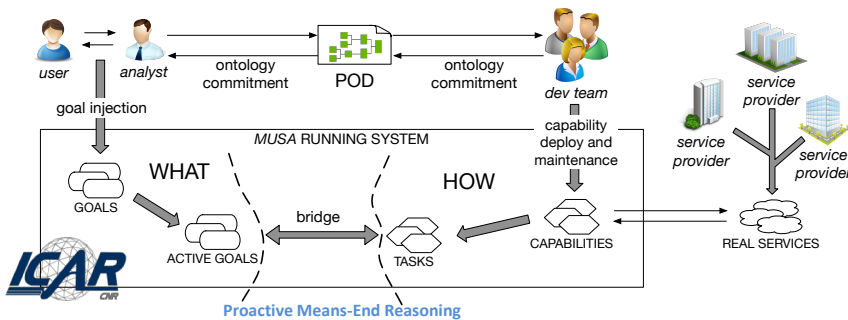 user
analyst
ontology
commitment
POD
ontology
commitment
dev team
service
provider
service
provider
service
provider
goal injection
capability
deploy and
maintenance
MUSA RUNNING SYSTEM
WHAT
HOW
GOALS
bridge
ACTIVE GOALS
TASKS
CAPABILITIES
REAL SERVICES
ICAR
CNR
Proactive Means-End Reasoning